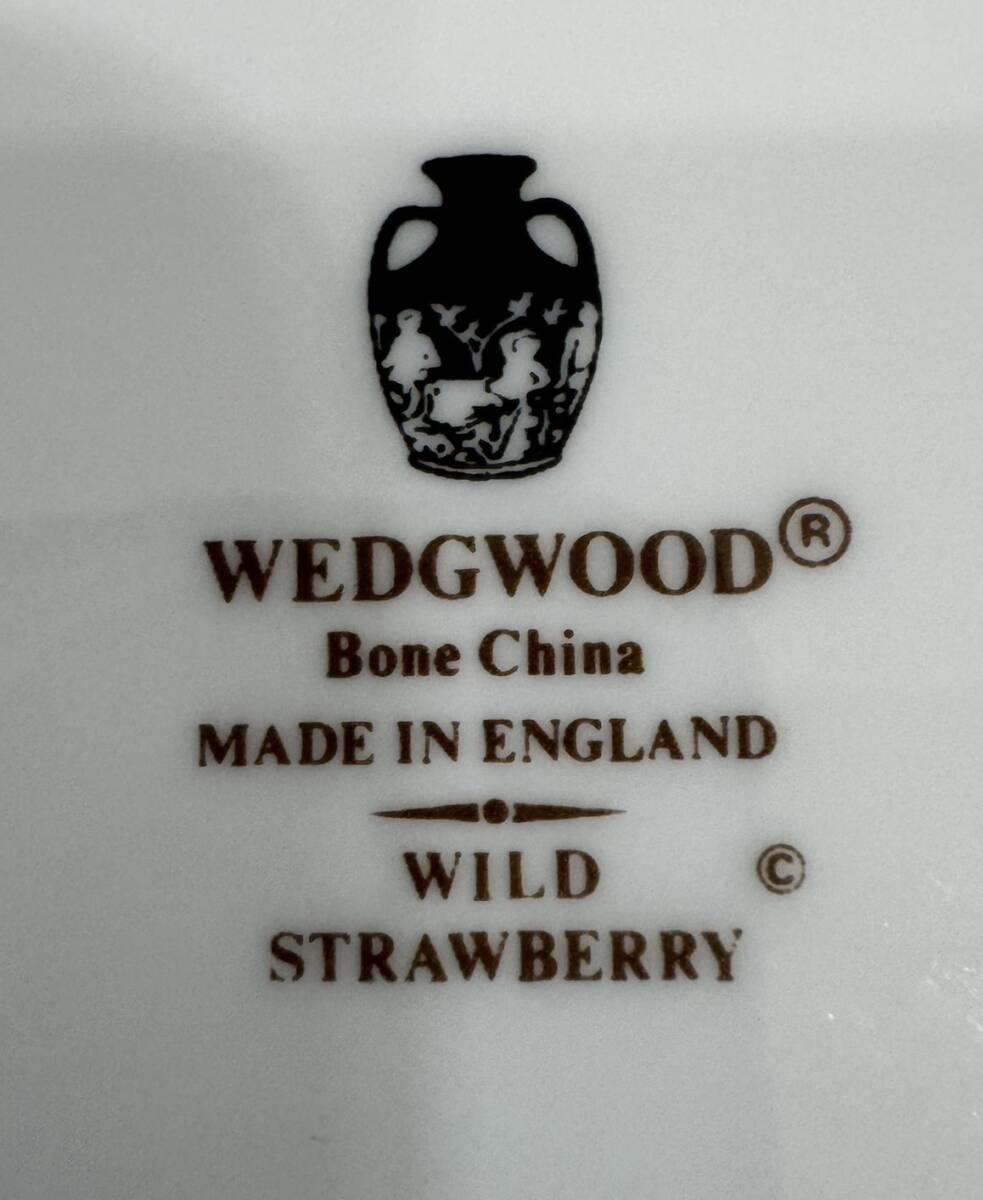 WEDGWOOD®
Bone China
MADE IN ENGLAND
WILD ©
STRAWBERRY